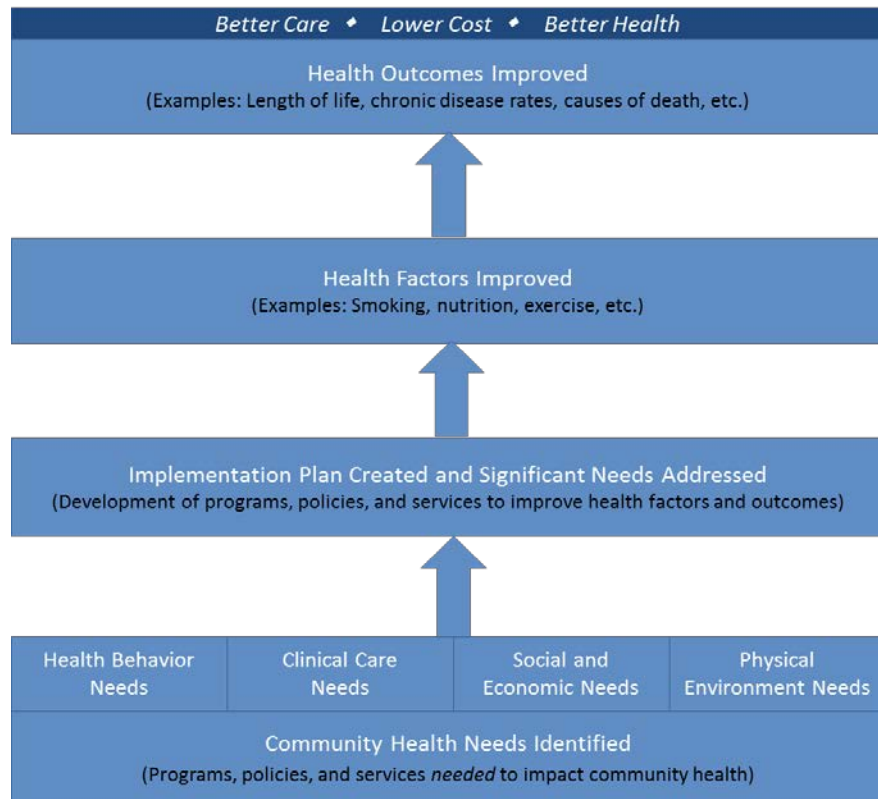 Better Care ◆ Lower Cost ◆ Better Health
Health Outcomes Improved
(Examples: Length of life, chronic disease rates, causes of death, etc.)
Health Factors Improved
(Examples: Smoking, nutrition, exercise, etc.)
Implementation Plan Created and Significant Needs Addressed
(Development of programs, policies, and services to improve health factors and outcomes)
Health Behavior
Needs
Clinical Care
Needs
Social and
Economic Needs
Physical
Environment Needs
Community Health Needs Identified
(Programs, policies, and services needed to impact community health)